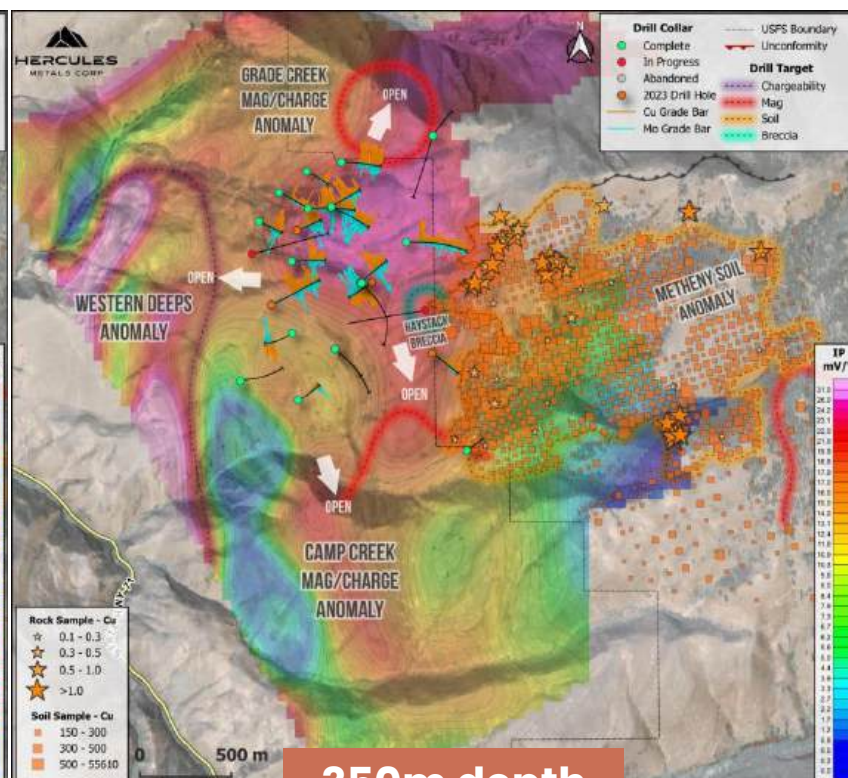 HERCULES
METALS CORP
N
Drill Collar
Complete
In Progress
Abandoned
2023 Drill Hole
Cu Grade Bar
Mo Grade Bar
USFS Boundary
Unconformity
Drill Target
Chargeability
Mag
Soil
Breccia
GRADE CREEK
MAG/CHARGE
ANOMALY
OPEN
OPEN
WESTERN DEEPS
ANOMALY
METHENY SOIL
ANOMALY
HAYSTACK
BRECCIA
OPEN
OPEN
CAMP CREEK
MAG/CHARGE
ANOMALY
IP
Rock Sample - Cu
0.1 - 0.3
0.3 - 0.5
0.5 - 1.0
>1.0
Soil Sample - Cu
150 - 300
300 - 500
500 - 55610
0
500 m
350m depth